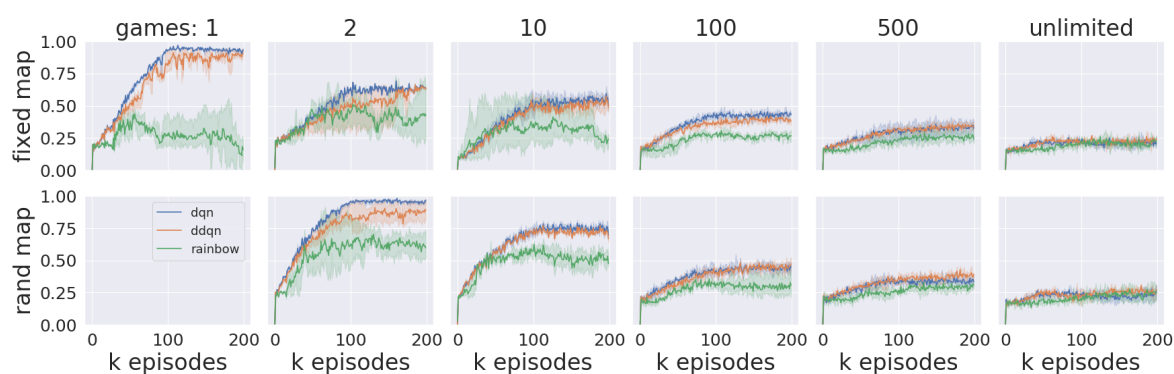 games: 1 2 10 100 500 unlimited
fixed map
1.00
0.75
0.50
0.25
0.00
rand map
1.00
0.75
0.50
0.25
0.00
dqn
ddqn
rainbow
0 100 200 0 100 200 0 100 200 0 100 200 0 100 200 0 100 200
k episodes k episodes k episodes k episodes k episodes k episodes